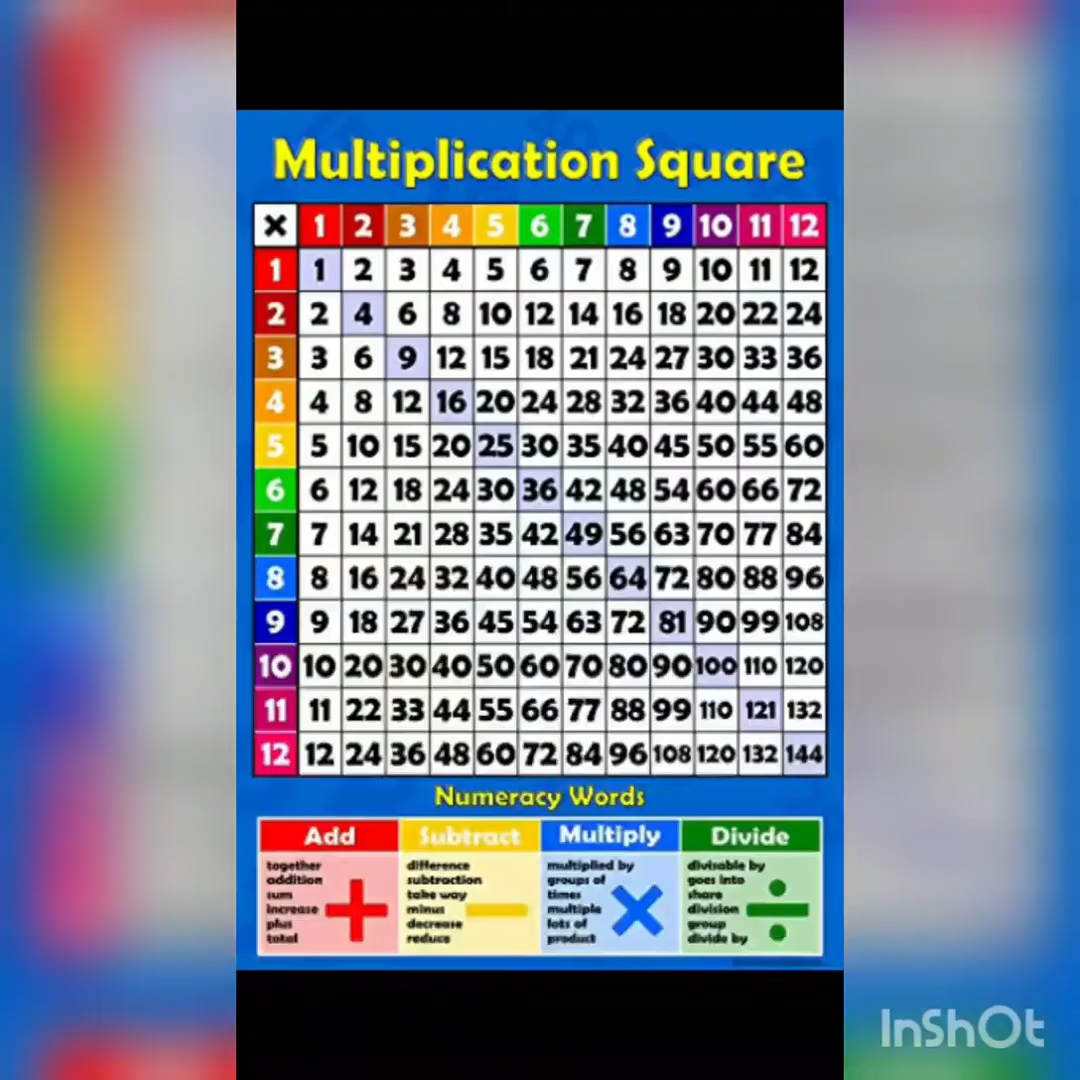 Multiplication Square
× 1 2 3 4 5 6 7 8 9 10 11 12
1 1 2 3 4 5 6 7 8 9 10 11 12
2 2 4 6 8 10 12 14 16 18 20 22 24
3 3 6 9 12 15 18 21 24 27 30 33 36
4 4 8 12 16 20 24 28 32 36 40 44 48
5 5 10 15 20 25 30 35 40 45 50 55 60
6 6 12 18 24 30 36 42 48 54 60 66 72
7 7 14 21 28 35 42 49 56 63 70 77 84
8 8 16 24 32 40 48 56 64 72 80 88 96
9 9 18 27 36 45 54 63 72 81 90 99 108
10 10 20 30 40 50 60 70 80 90 100 110 120
11 11 22 33 44 55 66 77 88 99 110 121 132
12 12 24 36 48 60 72 84 96 108 120 132 144
Numeracy Words
Add
together
addition
sum
increase
plus
total
+
Subtract
difference
subtraction
take way
minus
decrease
reduce
−
Multiply
multiplied by
groups of
times
multiple
lots of
product
×
Divide
divisable by
goes into
share
division
group
divide by
÷
InShOt